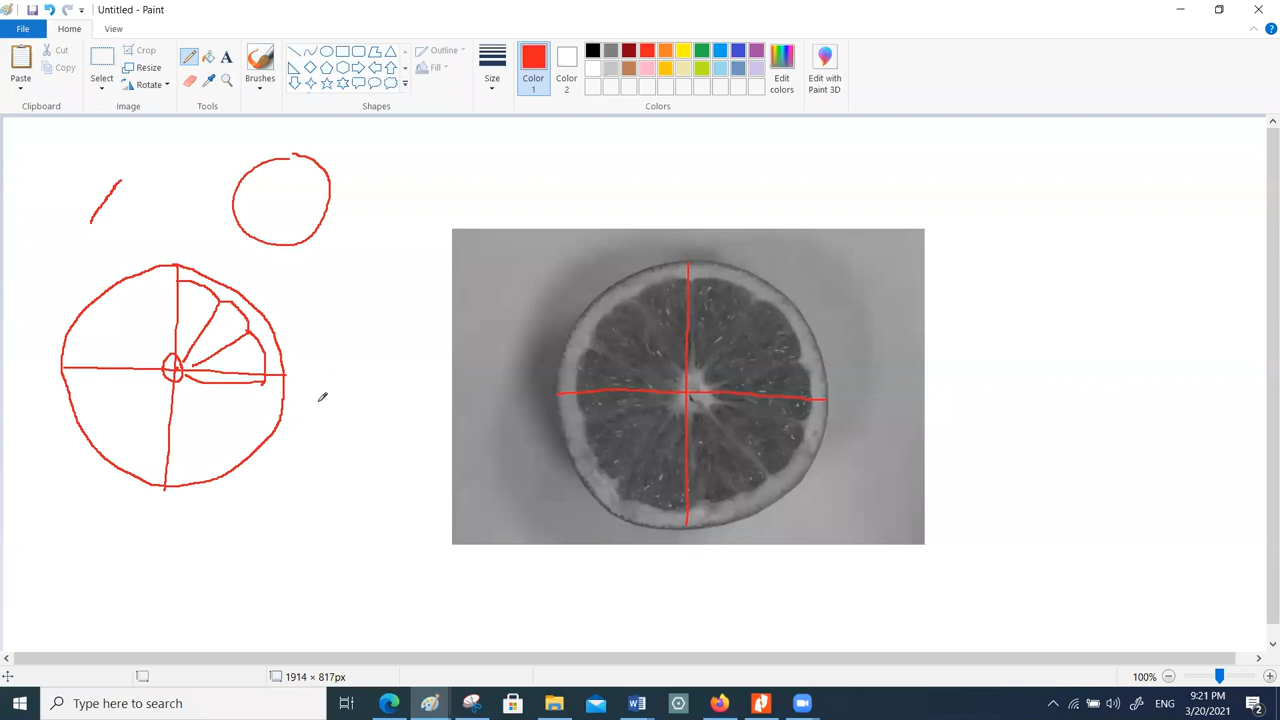 Untitled - Paint
File Home View
Paste Cut Copy Select Crop Resize Rotate Brushes Outline Fill Size Color 1 Color 2 Edit colors Edit with Paint 3D
Clipboard Image Tools Shapes Colors
1914 × 817px 100%
Type here to search ENG 9:21 PM 3/20/2021 2